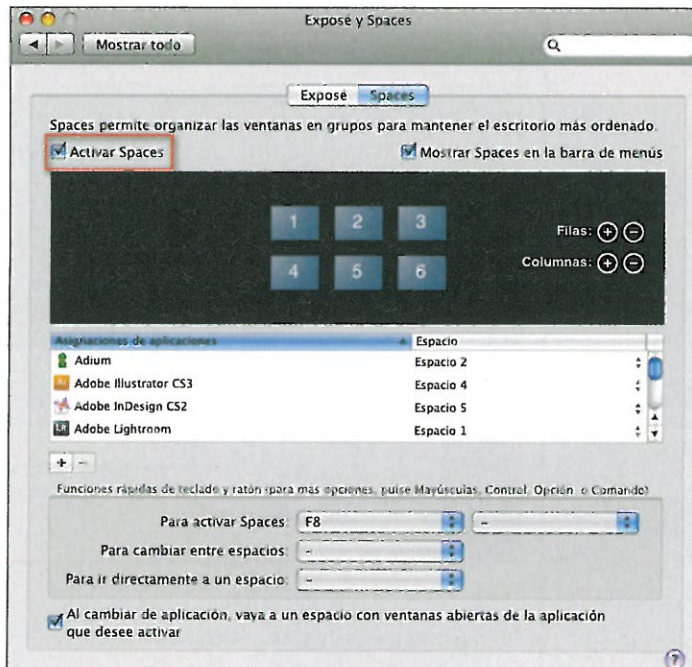 Exposé y Spaces
Mostrar todo
Exposé Spaces
Spaces permite organizar las ventanas en grupos para mantener el escritorio más ordenado.
Activar Spaces Mostrar Spaces en la barra de menús
1 2 3
Filas: + −
4 5 6
Columnas: + −
Asignaciones de aplicaciones Espacio
Adium Espacio 2
Ai Adobe Illustrator CS3 Espacio 4
Adobe InDesign CS2 Espacio 5
LR Adobe Lightroom Espacio 1
+ −
Funciones rápidas de teclado y ratón (para más opciones, pulse Mayúsculas, Control, Opción o Comando)
Para activar Spaces: F8 –
Para cambiar entre espacios: –
Para ir directamente a un espacio: –
Al cambiar de aplicación, vaya a un espacio con ventanas abiertas de la aplicación
que desee activar
?